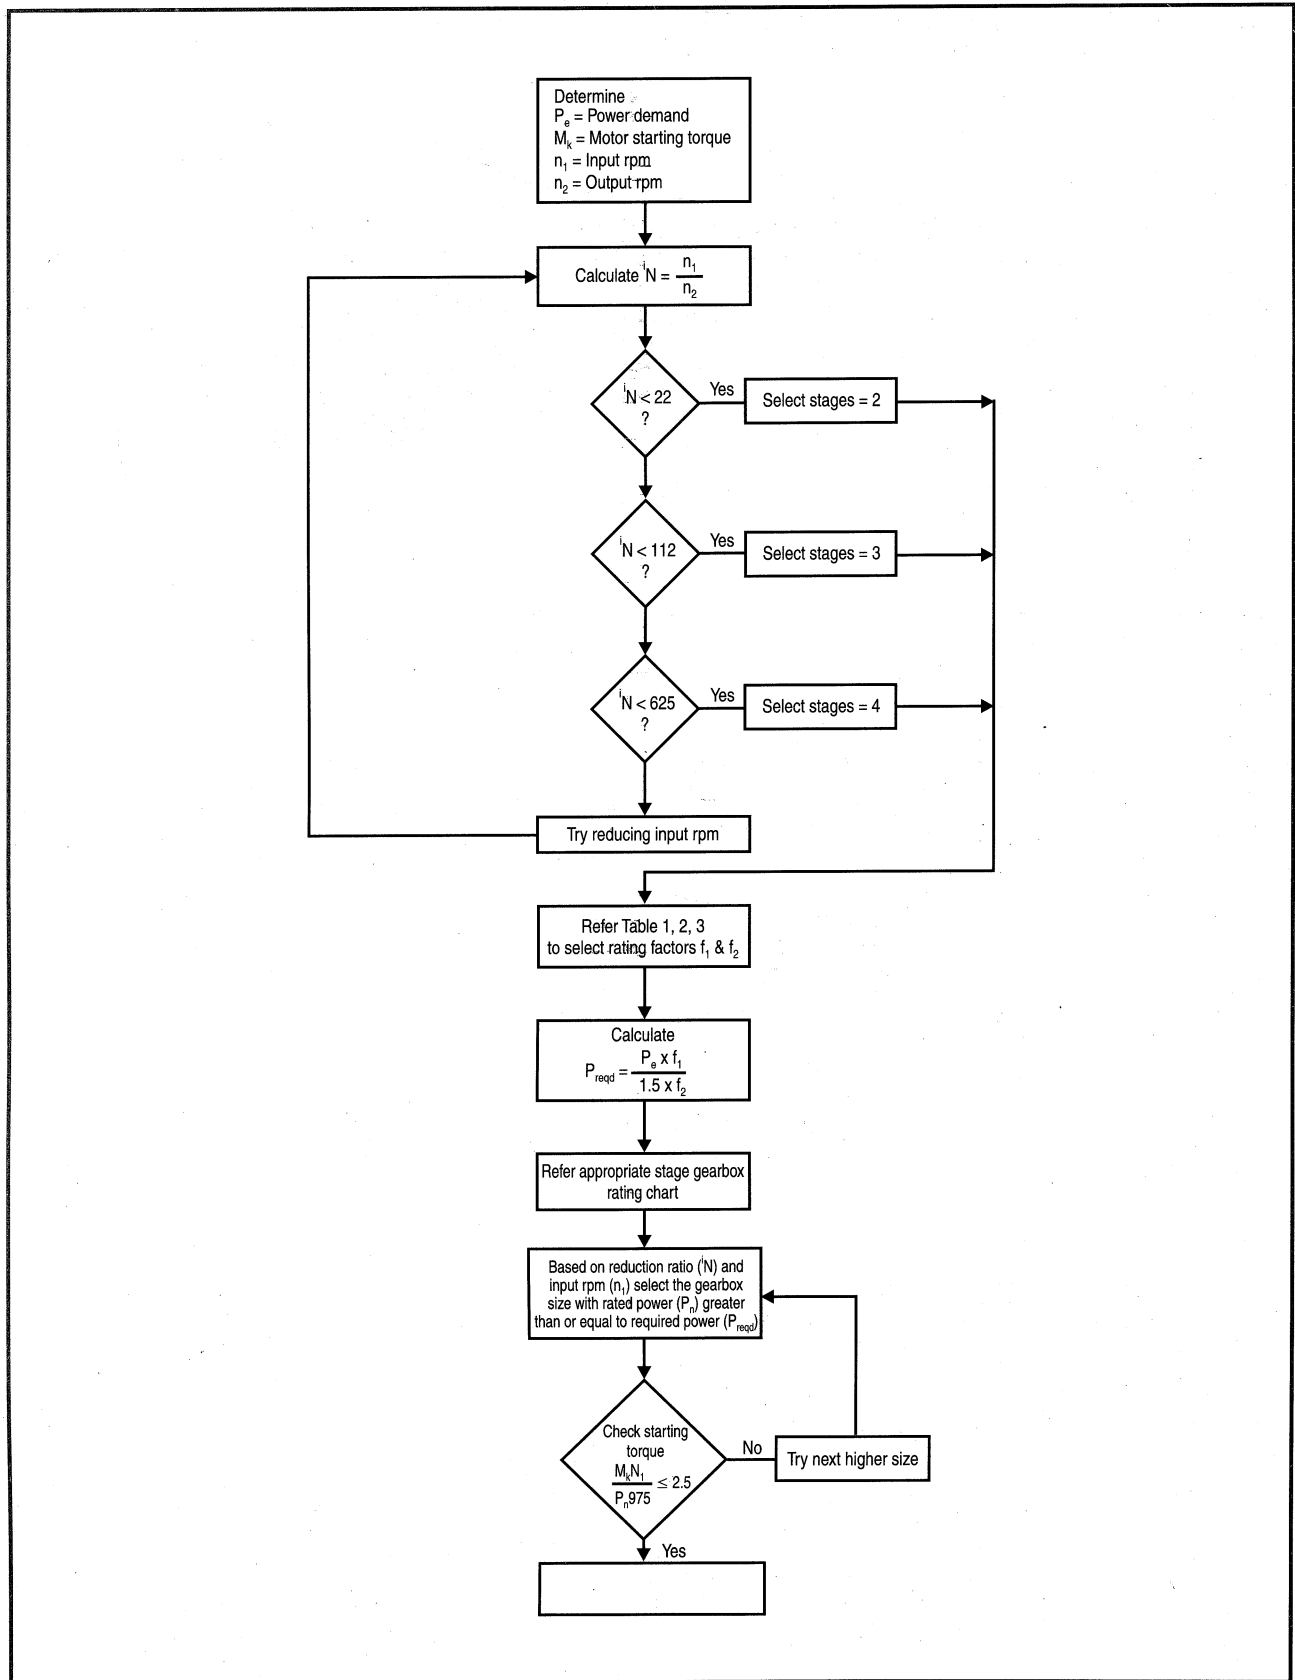 Determine
Pe = Power demand
Mk = Motor starting torque
n1 = Input rpm
n2 = Output rpm
Calculate iN = n1
n2
iN < 22
?
Yes
Select stages = 2
iN < 112
?
Yes
Select stages = 3
iN < 625
?
Yes
Select stages = 4
Try reducing input rpm
Refer Table 1, 2, 3
to select rating factors f1 & f2
Calculate
Preqd = Pe x f1
1.5 x f2
Refer appropriate stage gearbox
rating chart
Based on reduction ratio (iN) and
input rpm (n1) select the gearbox
size with rated power (Pn) greater
than or equal to required power (Preqd)
Check starting
torque
MkN1
Pn975
≤ 2.5
No
Try next higher size
Yes